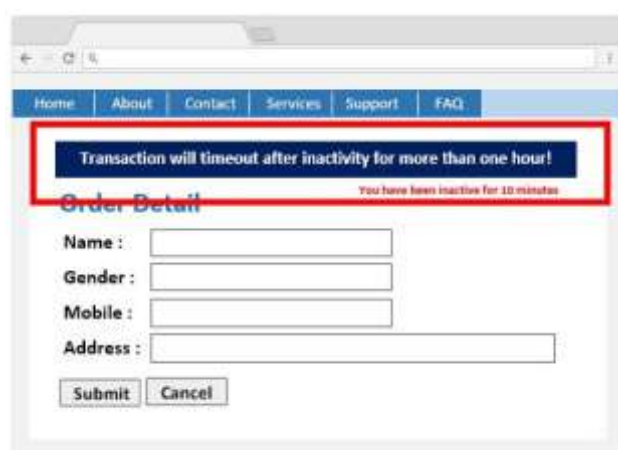 Home About Contact Services Support FAQ
Transaction will timeout after inactivity for more than one hour!
You have been inactive for 10 minutes
Order Detail
Name :
Gender :
Mobile :
Address :
Submit Cancel